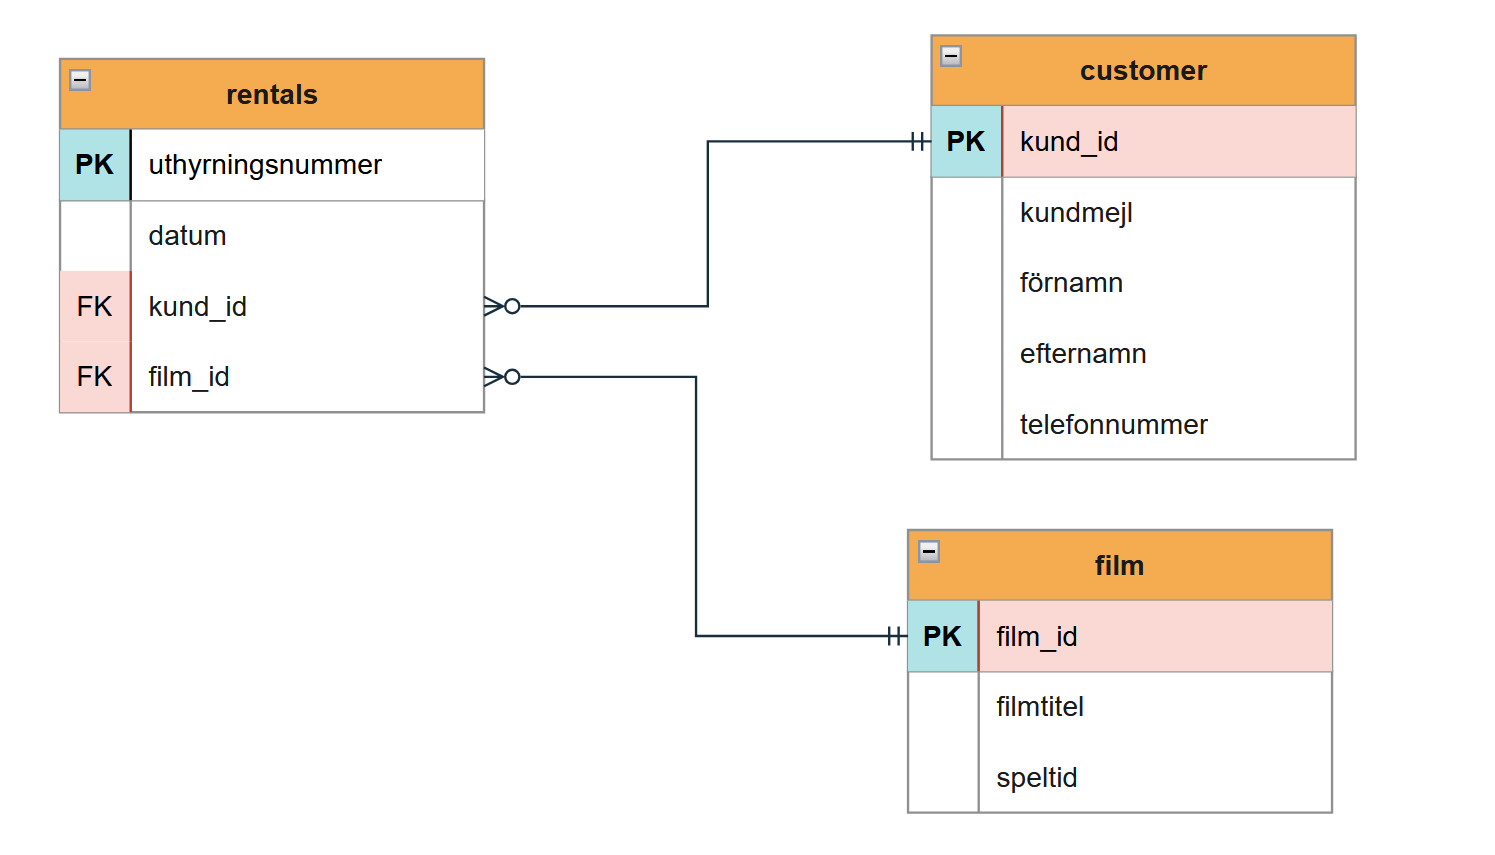 rentals
PK uthyrningsnummer
datum
FK kund_id
FK film_id
customer
PK kund_id
kundmejl
förnamn
efternamn
telefonnummer
film
PK film_id
filmtitel
speltid